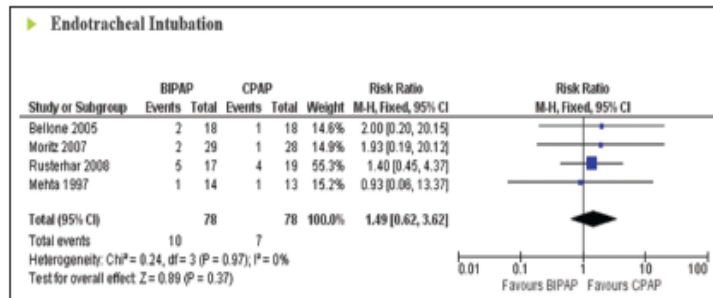 Endotracheal Intubation
BIPAP CPAP Risk Ratio Risk Ratio
Study or Subgroup Events Total Events Total Weight M-H, Fixed, 95% CI M-H, Fixed, 95% CI
Bellone 2005 2 18 1 18 14.6% 2.00 [0.20, 20.15]
Moritz 2007 2 29 1 28 14.9% 1.93 [0.19, 20.12]
Rusterhar 2008 5 17 4 19 55.3% 1.40 [0.45, 4.37]
Mehta 1997 1 14 1 13 15.2% 0.93 [0.06, 13.37]
Total (95% CI) 78 78 100.0% 1.49 [0.62, 3.62]
Total events 10 7
Heterogeneity: Chi² = 0.24, df = 3 (P = 0.97); I² = 0%
Test for overall effect: Z = 0.89 (P = 0.37)
0.01 0.1 1 10 100
Favours BIPAP Favours CPAP